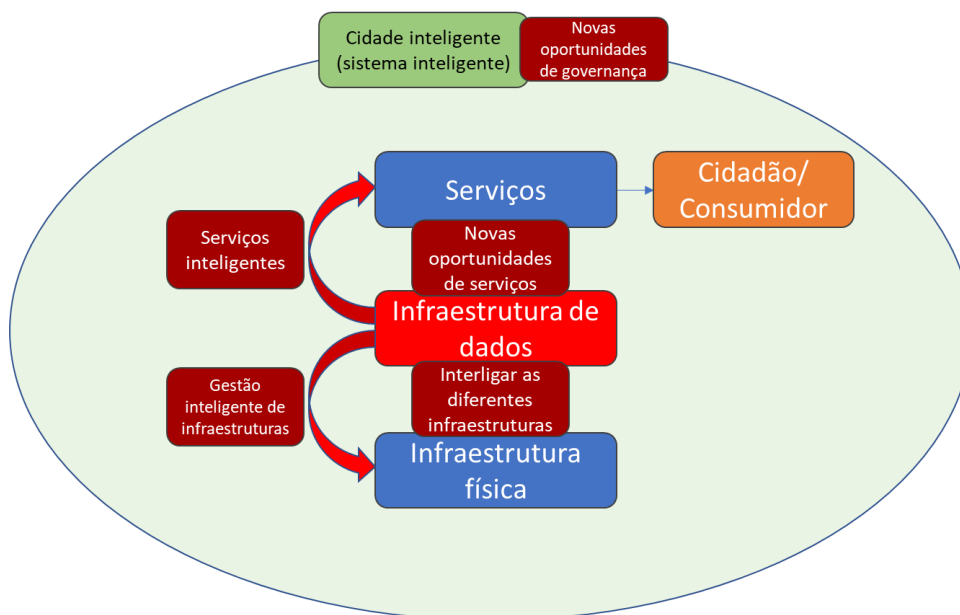 Cidade inteligente
(sistema inteligente)
Novas
oportunidades
de governança
Serviços
Cidadão/
Consumidor
Serviços
inteligentes
Novas
oportunidades
de serviços
Infraestrutura de
dados
Gestão
inteligente de
infraestruturas
Interligar as
diferentes
infraestruturas
Infraestrutura
física